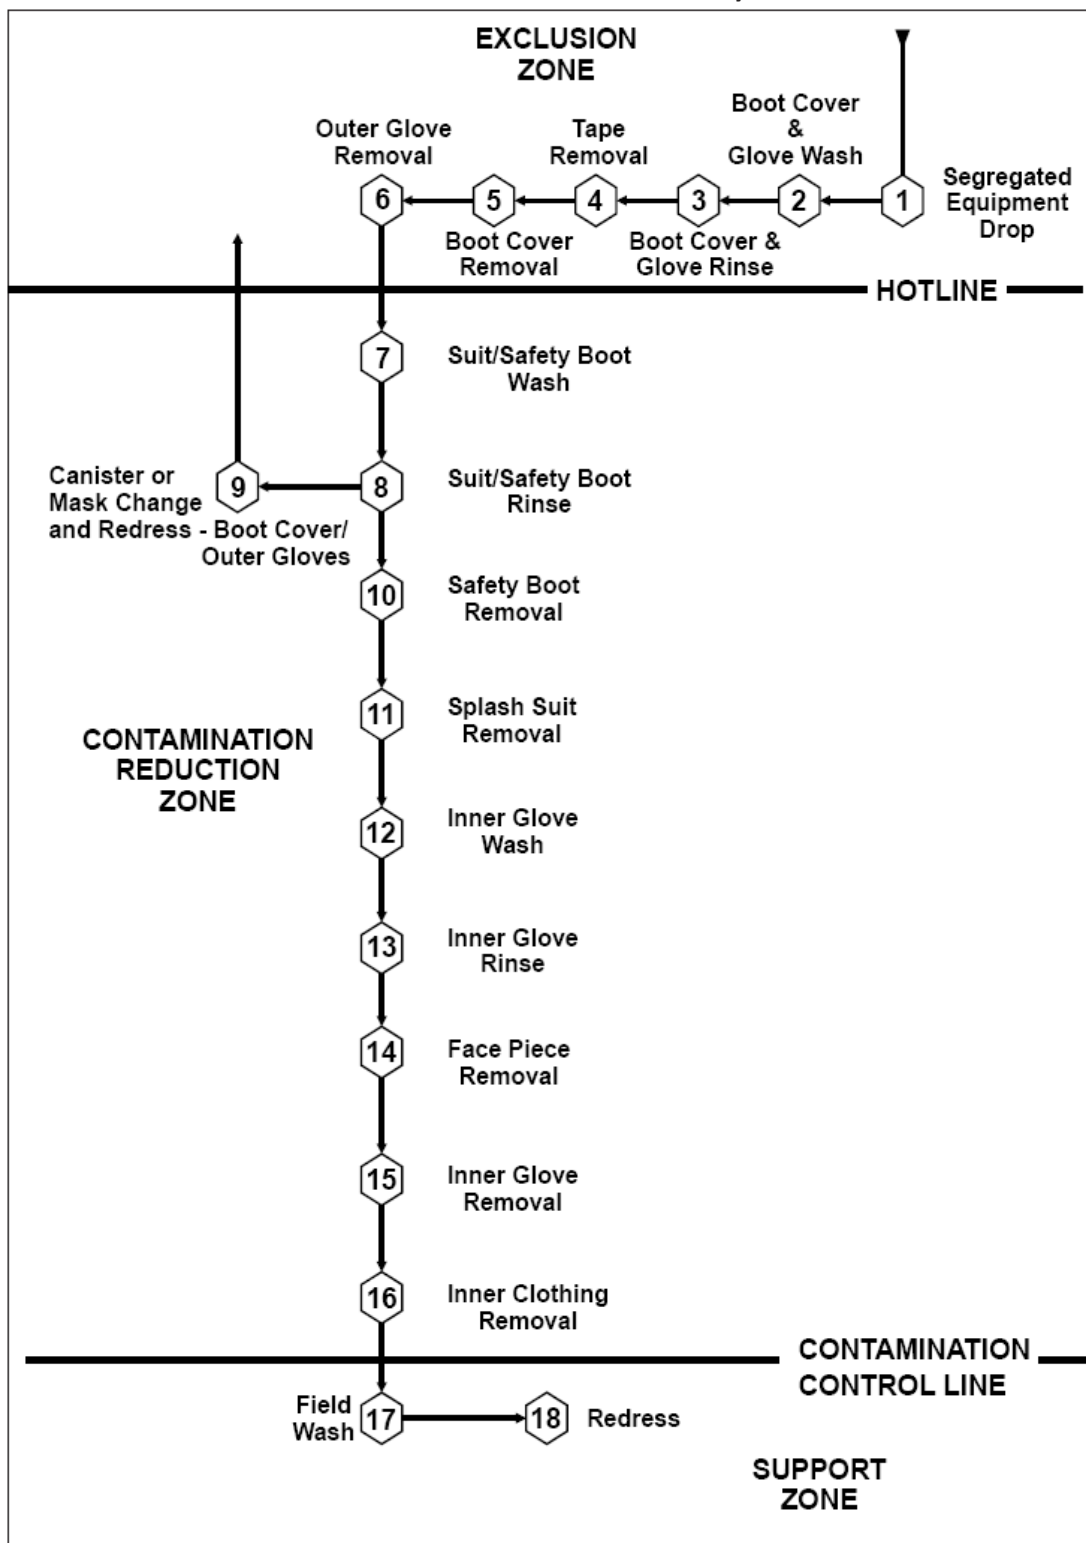 EXCLUSION
ZONE
Boot Cover
&
Glove Wash
Outer Glove
Removal
Tape
Removal
6
5
4
3
2
1
Segregated
Equipment
Drop
Boot Cover
Removal
Boot Cover &
Glove Rinse
HOTLINE
7
Suit/Safety Boot
Wash
Canister or
Mask Change
and Redress - Boot Cover/
Outer Gloves
9
8
Suit/Safety Boot
Rinse
10
Safety Boot
Removal
11
Splash Suit
Removal
CONTAMINATION
REDUCTION
ZONE
12
Inner Glove
Wash
13
Inner Glove
Rinse
14
Face Piece
Removal
15
Inner Glove
Removal
16
Inner Clothing
Removal
CONTAMINATION
CONTROL LINE
Field
Wash
17
18
Redress
SUPPORT
ZONE